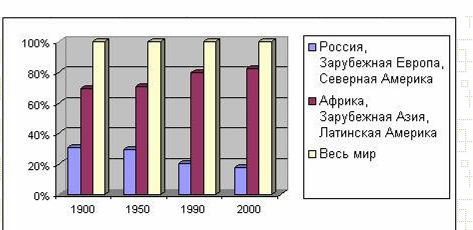 100%
80%
60%
40%
20%
0%
1900 1950 1990 2000
Россия,
Зарубежная Европа,
Северная Америка
Африка,
Зарубежная Азия,
Латинская Америка
Весь мир